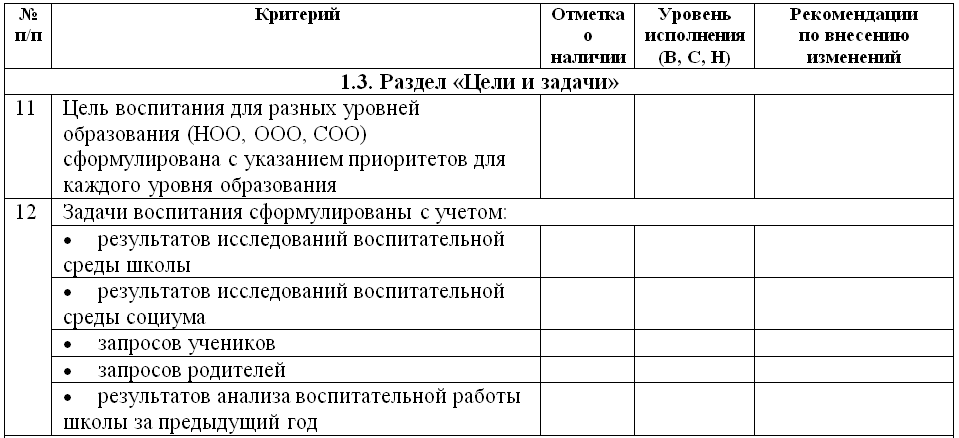 № п/п
Критерий
Отметка о наличии
Уровень исполнения (В, С, Н)
Рекомендации по внесению изменений
1.3. Раздел «Цели и задачи»
11
Цель воспитания для разных уровней
образования (НОО, ООО, СОО)
сформулирована с указанием приоритетов для
каждого уровня образования
12
Задачи воспитания сформулированы с учетом:
• результатов исследований воспитательной
среды школы
• результатов исследований воспитательной
среды социума
• запросов учеников
• запросов родителей
• результатов анализа воспитательной работы
школы за предыдущий год